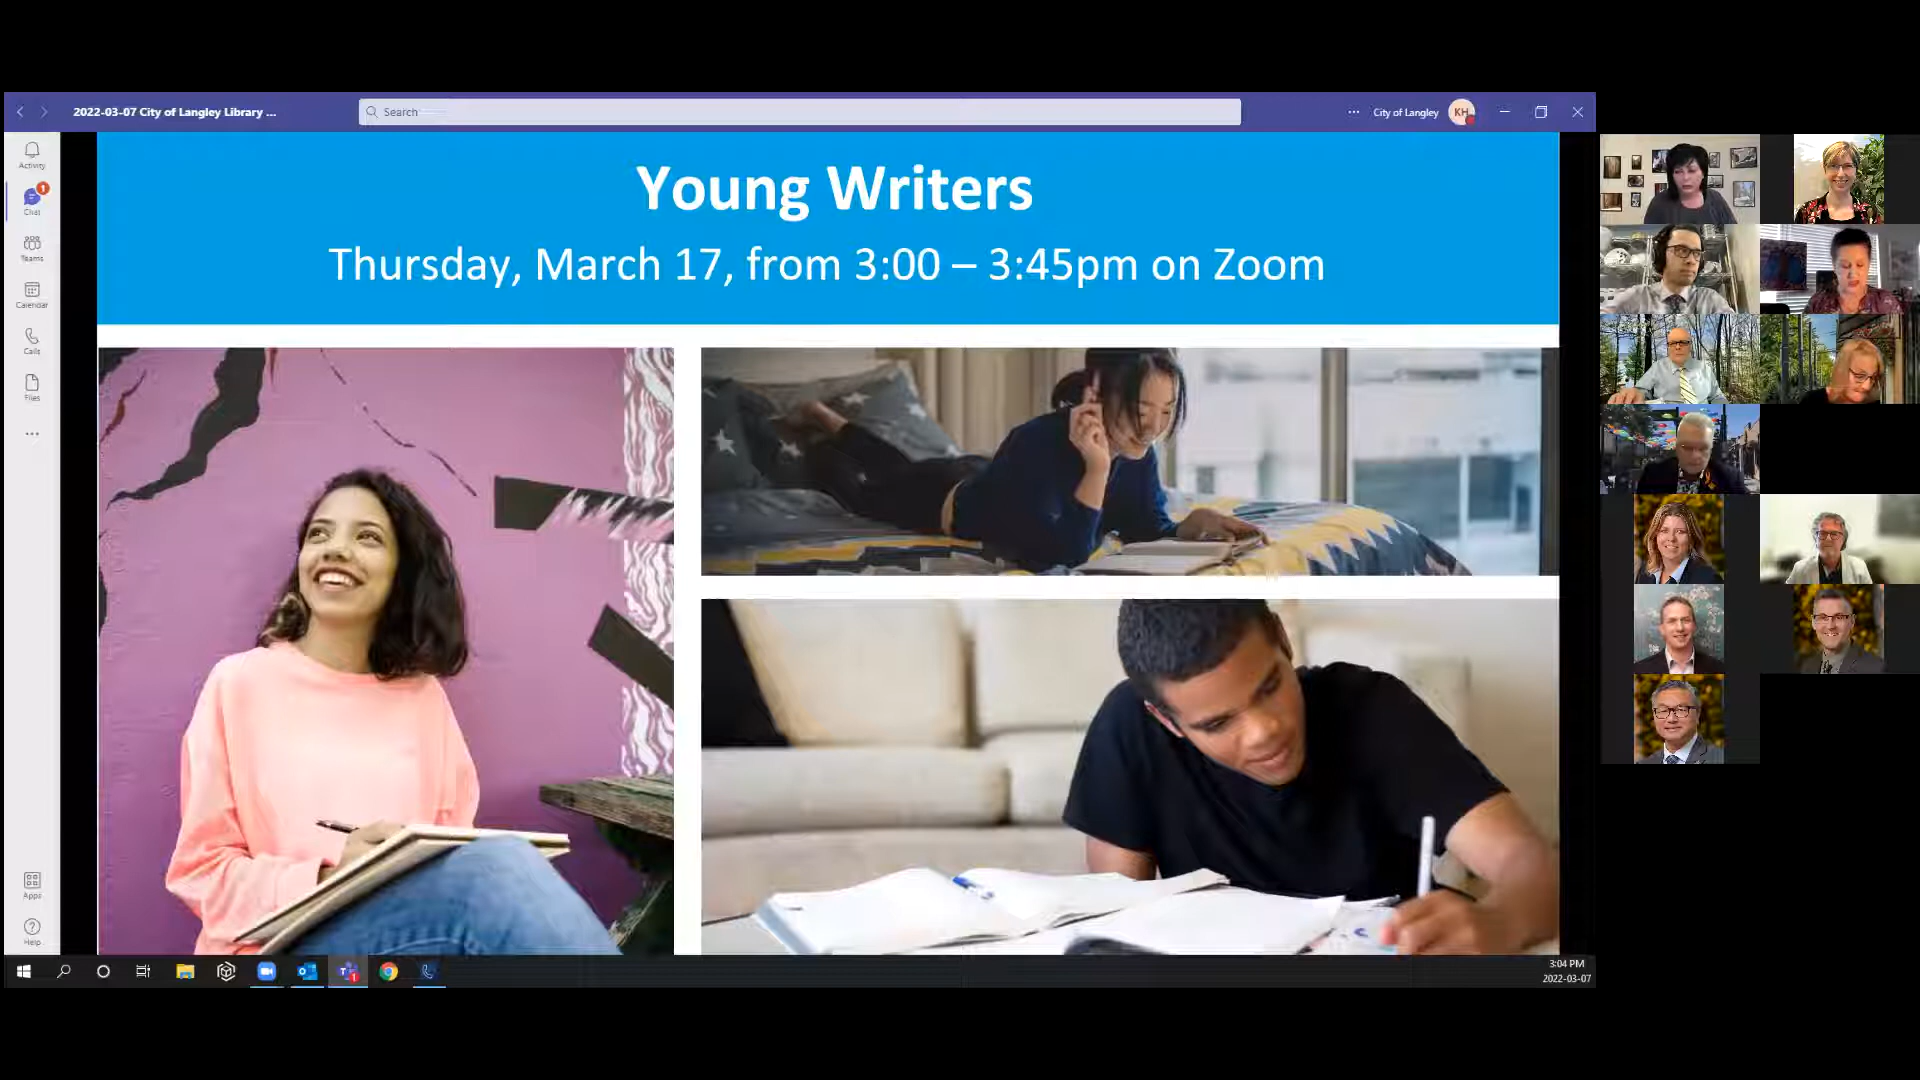 2022-03-07 City of Langley Library ...
Search
City of Langley
KH
Activity
1
Chat
Teams
Calendar
Calls
Files
Apps
Help
Young Writers
Thursday, March 17, from 3:00 – 3:45pm on Zoom
3:04 PM
2022-03-07